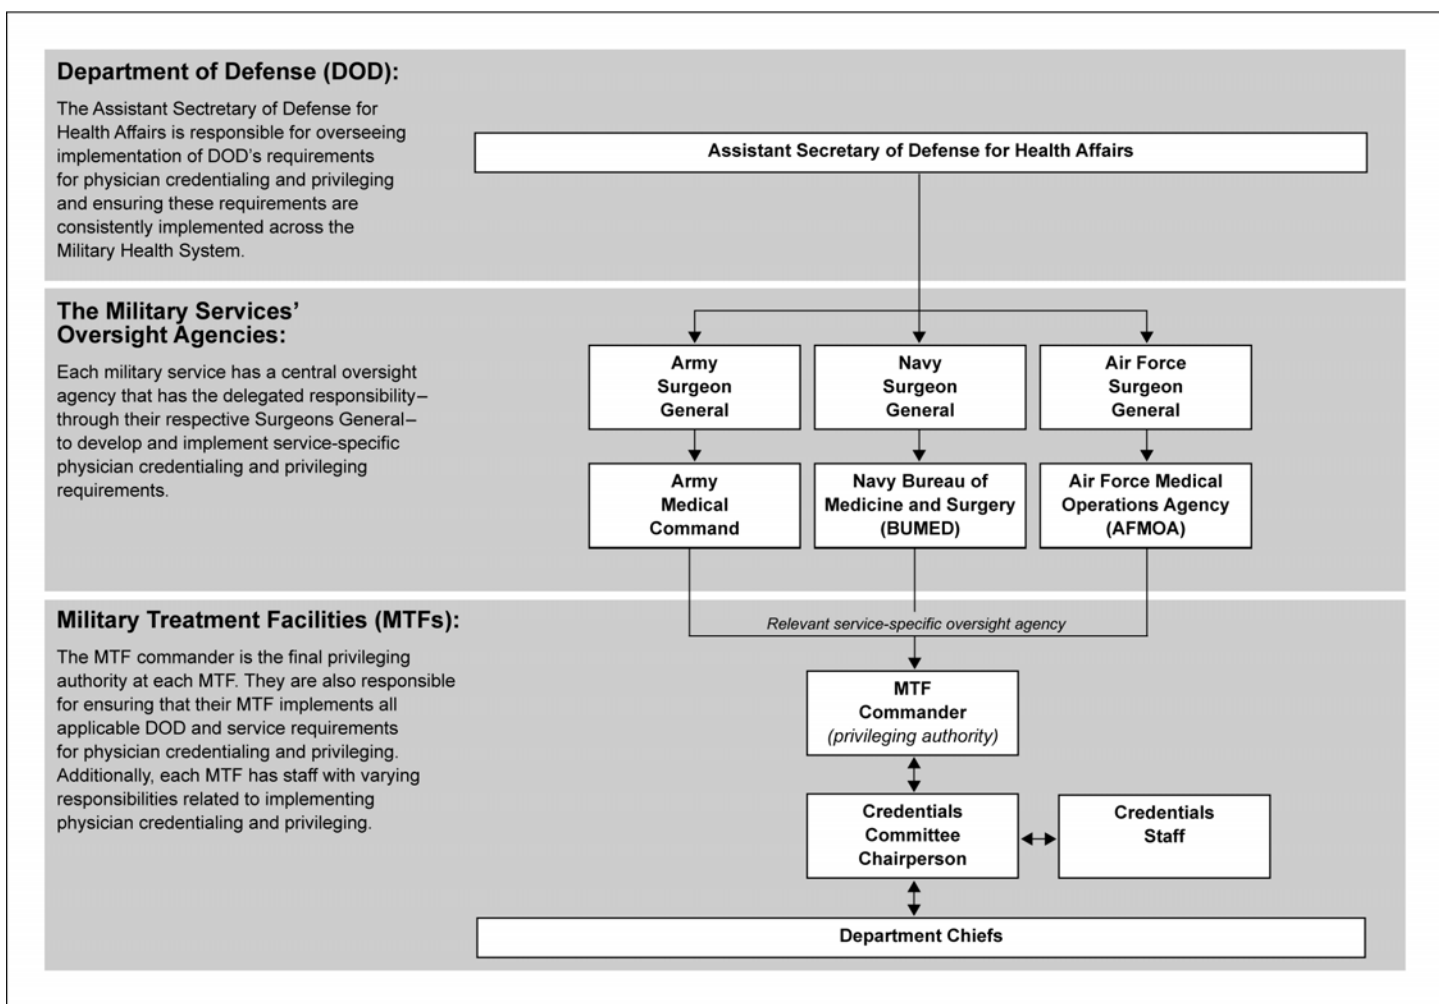 Department of Defense (DOD):
The Assistant Sectretary of Defense for
Health Affairs is responsible for overseeing
implementation of DOD’s requirements
for physician credentialing and privileging
and ensuring these requirements are
consistently implemented across the
Military Health System.
Assistant Secretary of Defense for Health Affairs
The Military Services’
Oversight Agencies:
Each military service has a central oversight
agency that has the delegated responsibility–
through their respective Surgeons General–
to develop and implement service-specific
physician credentialing and privileging
requirements.
Army
Surgeon
General
Navy
Surgeon
General
Air Force
Surgeon
General
Army
Medical
Command
Navy Bureau of
Medicine and Surgery
(BUMED)
Air Force Medical
Operations Agency
(AFMOA)
Military Treatment Facilities (MTFs):
The MTF commander is the final privileging
authority at each MTF. They are also responsible
for ensuring that their MTF implements all
applicable DOD and service requirements
for physician credentialing and privileging.
Additionally, each MTF has staff with varying
responsibilities related to implementing
physician credentialing and privileging.
Relevant service-specific oversight agency
MTF
Commander
(privileging authority)
Credentials
Committee
Chairperson
Credentials
Staff
Department Chiefs